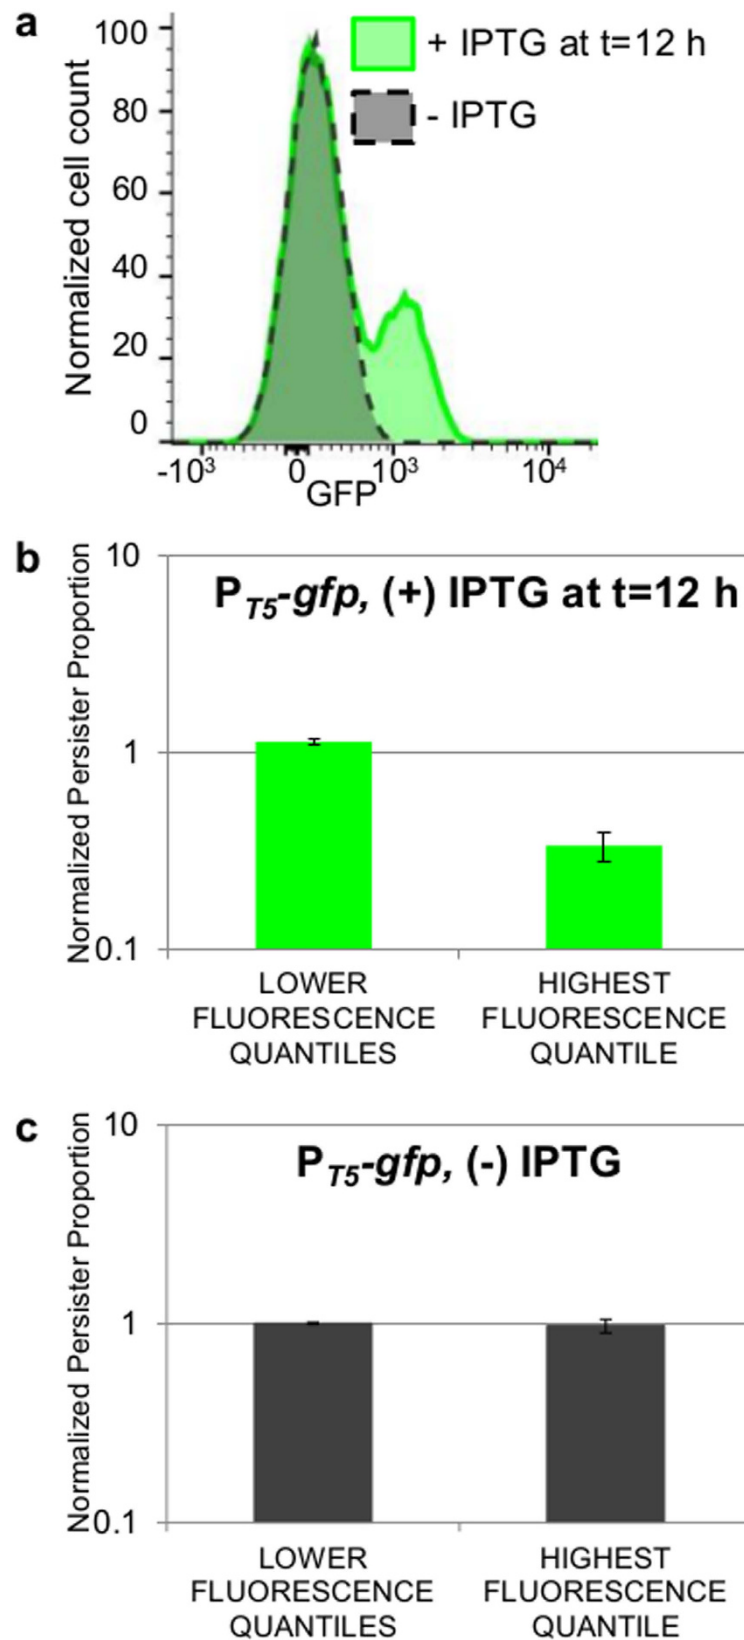 a
100
80
60
40
20
0
Normalized cell count
+ IPTG at t=12 h
- IPTG
-10³ 0 10³ 10⁴
GFP
b
10
1
0.1
Normalized Persister Proportion
P_T5-gfp, (+) IPTG at t=12 h
LOWER HIGHEST
FLUORESCENCE FLUORESCENCE
QUANTILES QUANTILE
c
10
1
0.1
Normalized Persister Proportion
P_T5-gfp, (-) IPTG
LOWER HIGHEST
FLUORESCENCE FLUORESCENCE
QUANTILES QUANTILE